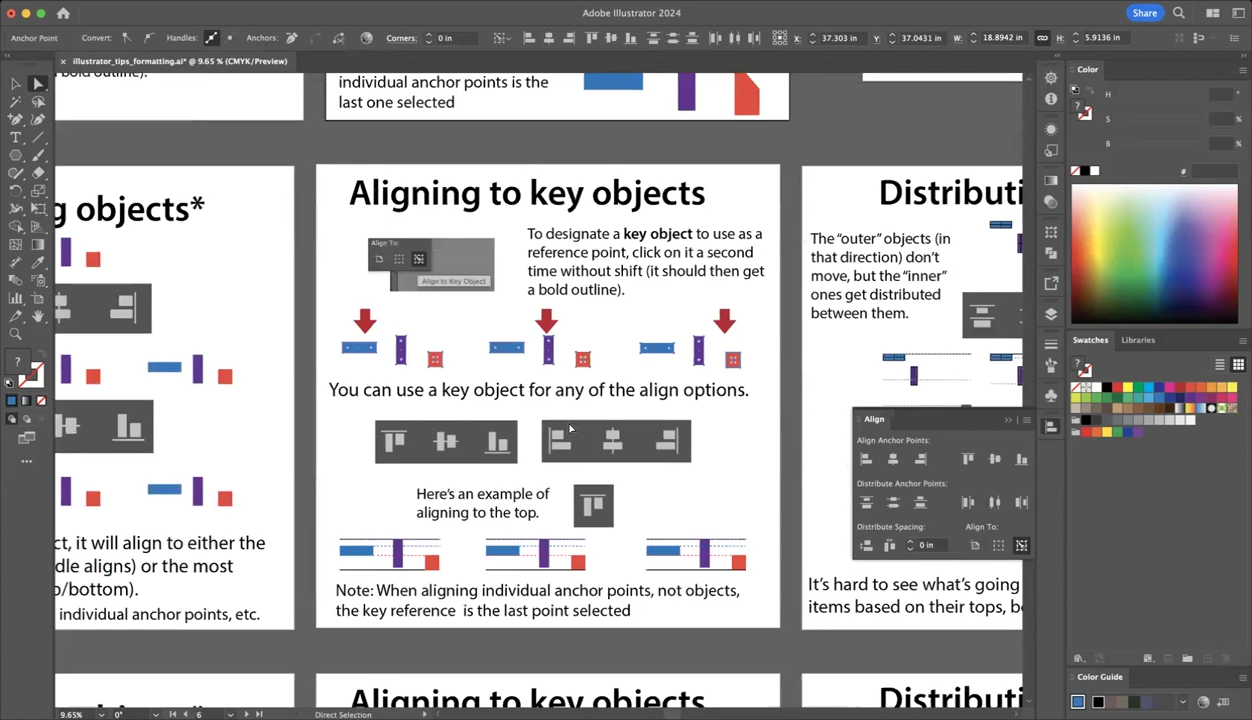 Adobe Illustrator 2024
Share
Anchor Point
Convert:
Handles:
Anchors:
Corners:
0 in
X:
37.303 in
Y:
37.0431 in
W:
18.8942 in
H:
5.9136 in
× illustrator_tips_formatting.ai* @ 9.65 % (CMYK/Preview)
bold outline).
individual anchor points is the
last one selected
g objects*
ct, it will align to either the
dle aligns) or the most
o/bottom).
individual anchor points, etc.
Aligning to key objects
Align To:
Align to Key Object
To designate a key object to use as a
reference point, click on it a second
time without shift (it should then get
a bold outline).
You can use a key object for any of the align options.
Here's an example of
aligning to the top.
Note: When aligning individual anchor points, not objects,
the key reference is the last point selected
Distributi
The "outer" objects (in
that direction) don't
move, but the "inner"
ones get distributed
between them.
It's hard to see what's going
items based on their tops, b
Align
Align Anchor Points:
Distribute Anchor Points:
Distribute Spacing:
Align To:
0 in
Color
H
°
S
%
B
%
#
Swatches
Libraries
Color Guide
Aligning to key objects
Distributi
9.65%
0°
6
Direct Selection